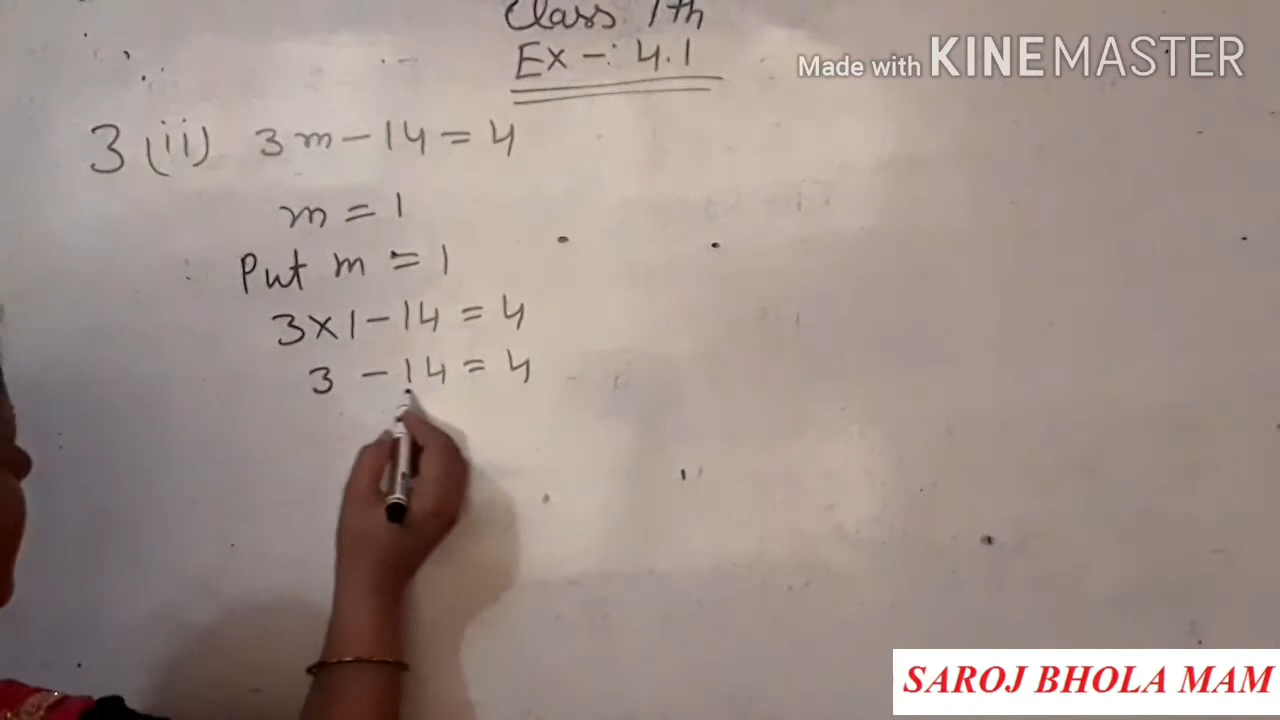 Class 7th
Ex - : 4.1
Made with KINEMASTER
3 (ii) 3m - 14 = 4
m = 1
Put m = 1
3 × 1 - 14 = 4
3 - 14 = 4
SAROJ BHOLA MAM